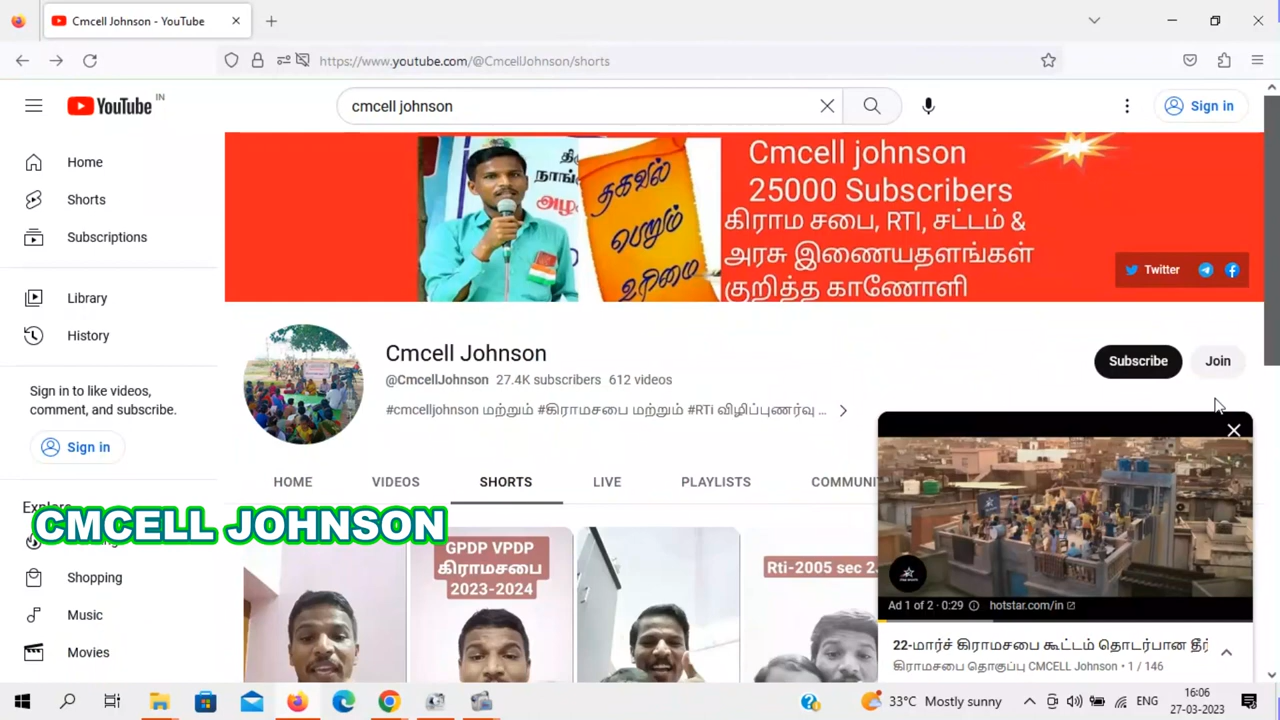 Cmcell Johnson - YouTube
https://www.youtube.com/@CmcellJohnson/shorts
YouTube IN
cmcell johnson
Sign in
Home
Shorts
Subscriptions
Library
History
Sign in to like videos,
comment, and subscribe.
Sign in
Shopping
Music
Movies
தகவல்
பெறும்
உரிமை
Cmcell johnson
25000 Subscribers
கிராம சபை, RTI, சட்டம் &
அரசு இணையதளங்கள்
குறித்த காணோளி
Twitter
Cmcell Johnson
@CmcellJohnson 27.4K subscribers 612 videos
#cmcelljohnson மற்றும் #கிராமசபை மற்றும் #RTi விழிப்புணர்வு ...
Subscribe
Join
HOME VIDEOS SHORTS LIVE PLAYLISTS COMMUNI
CMCELL JOHNSON
GPDP VPDP
கிராமசபை
2023-2024
Rti-2005 sec 2.
Ad 1 of 2 · 0:29 hotstar.com/in
22-மார்ச் கிராமசபை கூட்டம் தொடர்பான தீர்
கிராமசபை தொகுப்பு CMCELL Johnson • 1 / 146
33°C Mostly sunny
ENG
16:06
27-03-2023